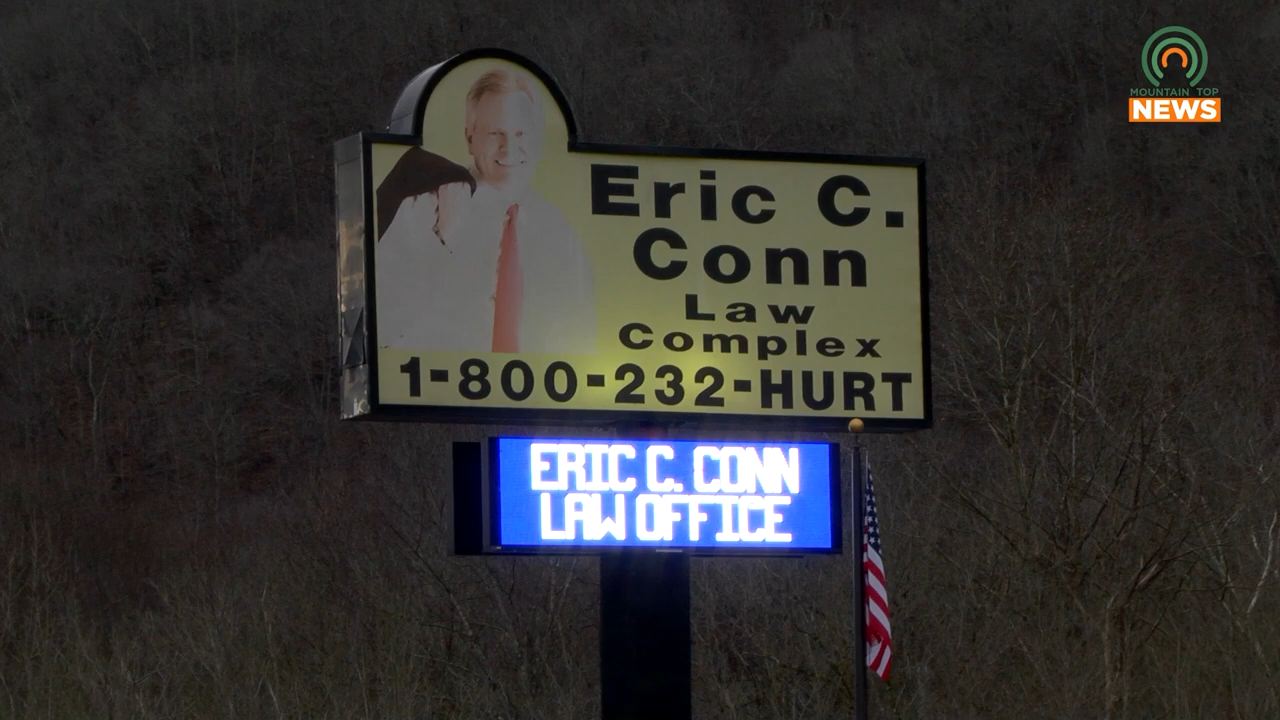 MOUNTAIN TOP
NEWS
Eric C.
Conn
Law
Complex
1-800-232-HURT
ERIC C. CONN
LAW OFFICE